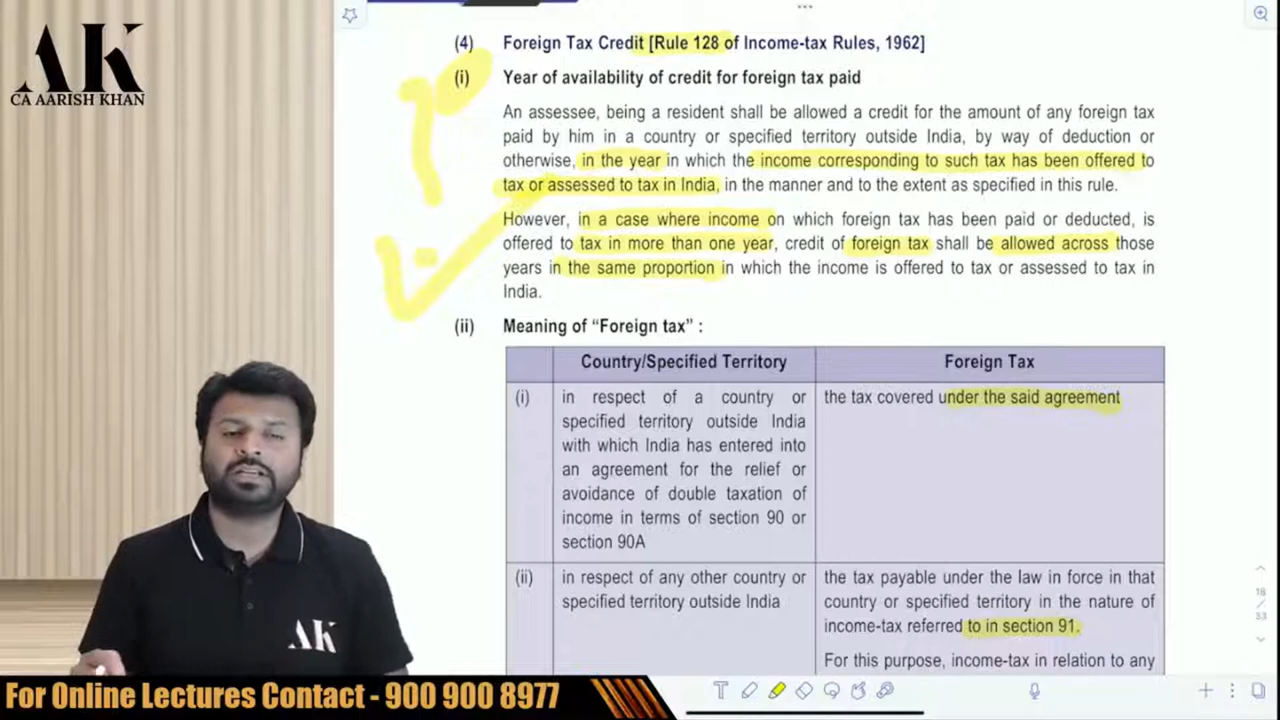 AK
CA AARISH KHAN
(4) Foreign Tax Credit [Rule 128 of Income-tax Rules, 1962]
(i) Year of availability of credit for foreign tax paid
An assessee, being a resident shall be allowed a credit for the amount of any foreign tax
paid by him in a country or specified territory outside India, by way of deduction or
otherwise, in the year in which the income corresponding to such tax has been offered to
tax or assessed to tax in India, in the manner and to the extent as specified in this rule.
However, in a case where income on which foreign tax has been paid or deducted, is
offered to tax in more than one year, credit of foreign tax shall be allowed across those
years in the same proportion in which the income is offered to tax or assessed to tax in
India.
(ii) Meaning of “Foreign tax” :
Country/Specified Territory
Foreign Tax
(i) in respect of a country or
specified territory outside India
with which India has entered into
an agreement for the relief or
avoidance of double taxation of
income in terms of section 90 or
section 90A
the tax covered under the said agreement
(ii) in respect of any other country or
specified territory outside India
the tax payable under the law in force in that
country or specified territory in the nature of
income-tax referred to in section 91.
For this purpose, income-tax in relation to any
18
33
AK
For Online Lectures Contact - 900 900 8977